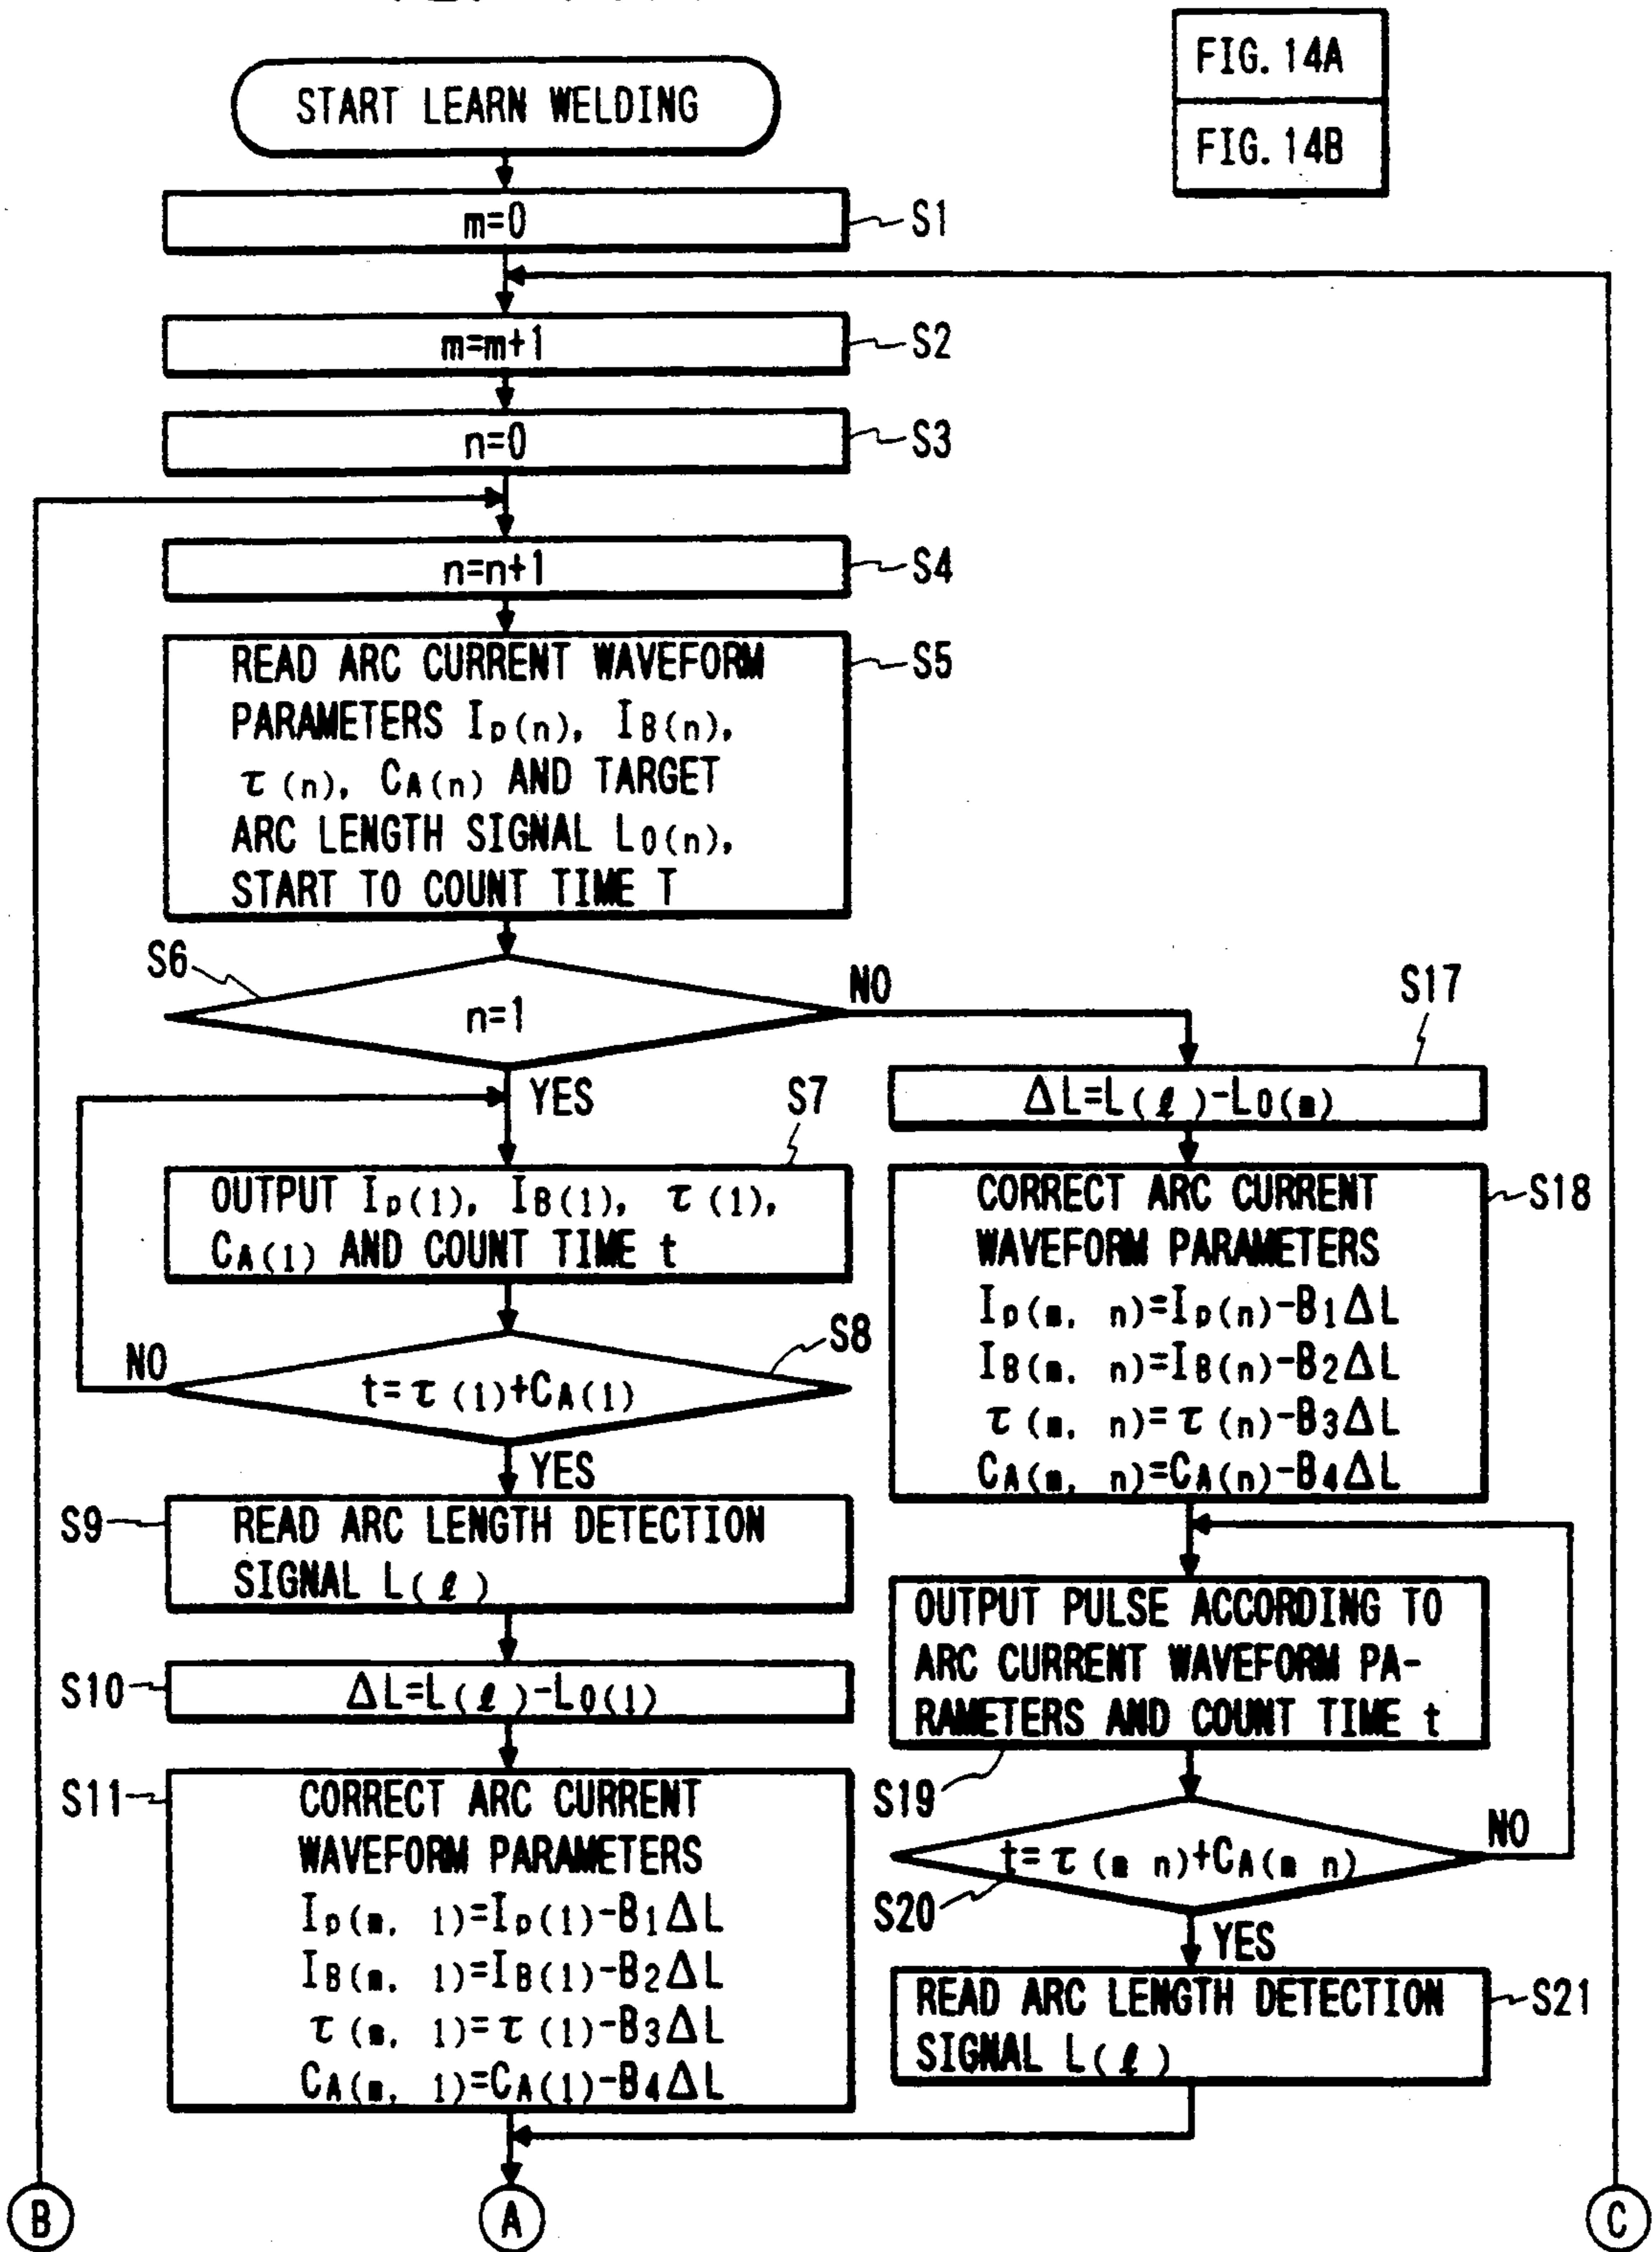 FIG. 14A
FIG. 14B
START LEARN WELDING
m=0
S1
m=m+1
S2
n=0
S3
n=n+1
S4
READ ARC CURRENT WAVEFORM
PARAMETERS Ip(n), IB(n),
τ(n), CA(n) AND TARGET
ARC LENGTH SIGNAL L0(n),
START TO COUNT TIME T
S5
S6
n=1
NO
YES
S7
OUTPUT Ip(1), IB(1), τ(1),
CA(1) AND COUNT TIME t
S8
t=τ(1)+CA(1)
NO
YES
S9
READ ARC LENGTH DETECTION
SIGNAL L(ℓ)
S10
ΔL=L(ℓ)-L0(1)
S11
CORRECT ARC CURRENT
WAVEFORM PARAMETERS
Ip(m, 1)=Ip(1)-B1ΔL
IB(m, 1)=IB(1)-B2ΔL
τ(m, 1)=τ(1)-B3ΔL
CA(m, 1)=CA(1)-B4ΔL
S17
ΔL=L(ℓ)-L0(m)
S18
CORRECT ARC CURRENT
WAVEFORM PARAMETERS
Ip(m, n)=Ip(n)-B1ΔL
IB(m, n)=IB(n)-B2ΔL
τ(m, n)=τ(n)-B3ΔL
CA(m, n)=CA(n)-B4ΔL
OUTPUT PULSE ACCORDING TO
ARC CURRENT WAVEFORM PA-
RAMETERS AND COUNT TIME t
S19
t=τ(m n)+CA(m n)
NO
S20
YES
READ ARC LENGTH DETECTION
SIGNAL L(ℓ)
S21
B
A
C